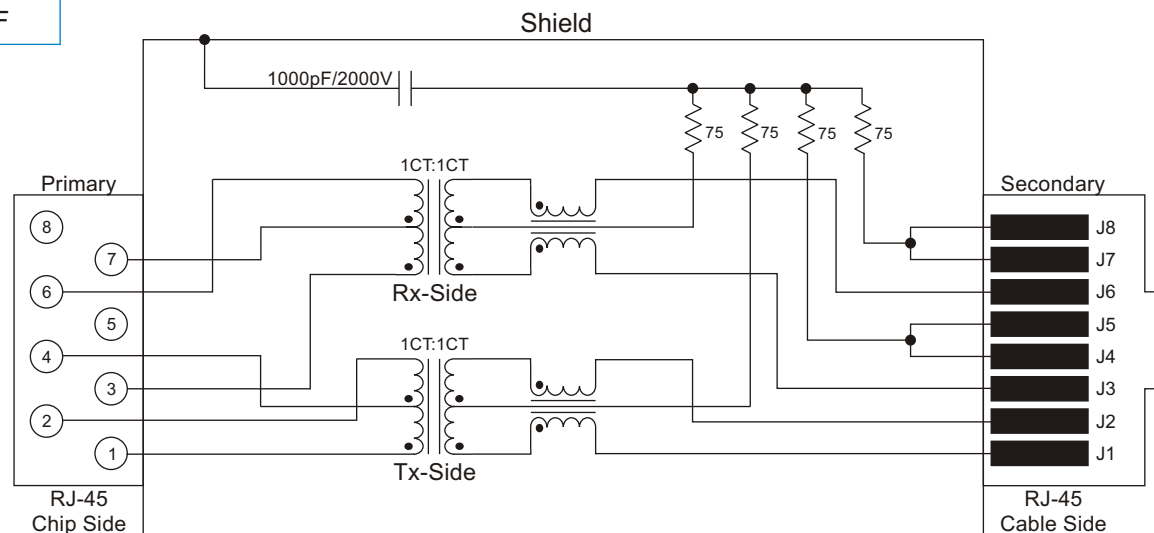 F
Shield
1000pF/2000V
75 75 75 75
1CT:1CT
Primary
Secondary
8
7
6
5
4
3
2
1
Rx-Side
1CT:1CT
Tx-Side
J8
J7
J6
J5
J4
J3
J2
J1
RJ-45
Chip Side
RJ-45
Cable Side